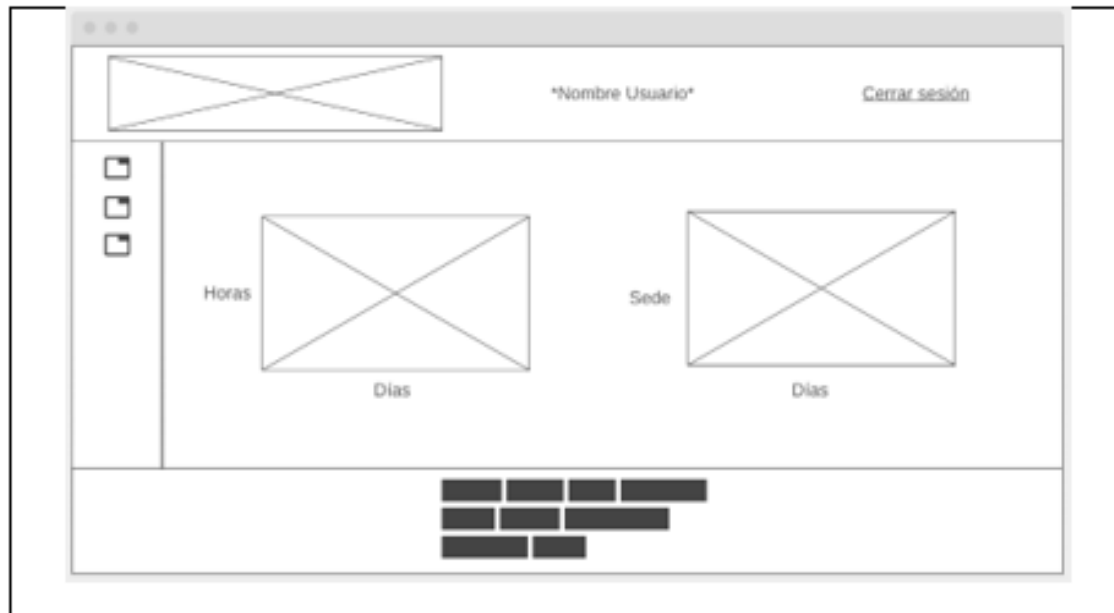 *Nombre Usuario*
Cerrar sesión
Horas
Días
Sede
Días